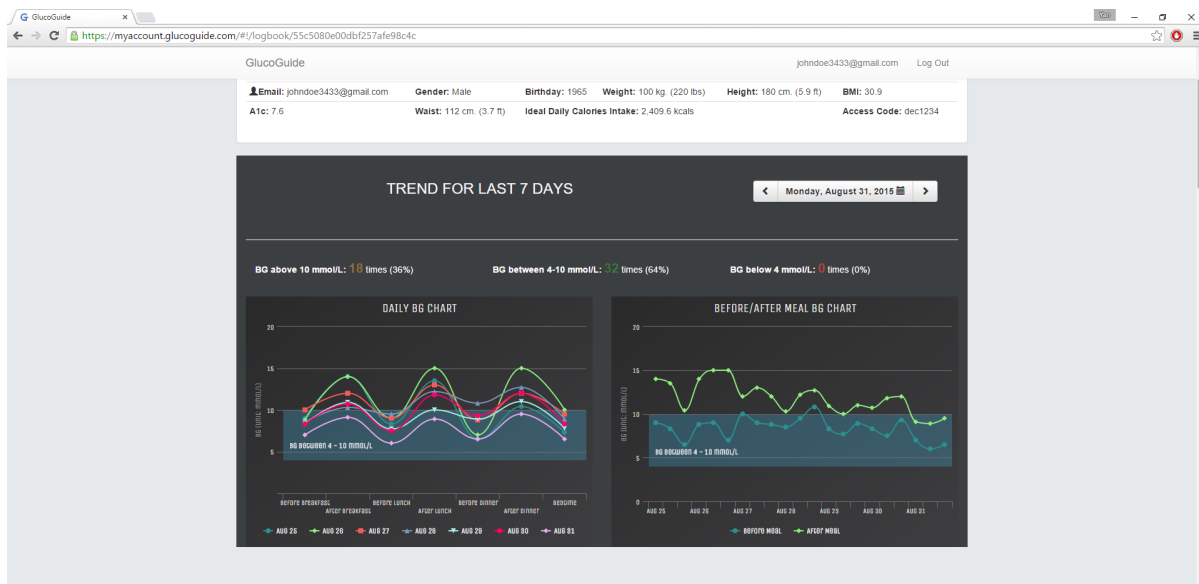 GlucoGuide
Yan
https://myaccount.glucoguide.com/#!/logbook/55c5080e00dbf257afe98c4c
GlucoGuide johndoe3433@gmail.com Log Out
Email: johndoe3433@gmail.com Gender: Male Birthday: 1965 Weight: 100 kg. (220 lbs) Height: 180 cm. (5.9 ft) BMI: 30.9
A1c: 7.6 Waist: 112 cm. (3.7 ft) Ideal Daily Calories Intake: 2,409.6 kcals Access Code: dec1234
TREND FOR LAST 7 DAYS
Monday, August 31, 2015
BG above 10 mmol/L: 18 times (36%) BG between 4-10 mmol/L: 32 times (64%) BG below 4 mmol/L: 0 times (0%)
DAILY BG CHART
20
15
10
5
BG (unit: mmol/L)
BG BETWEEN 4 - 10 MMOL/L
BEFORE BREAKFAST BEFORE LUNCH BEFORE DINNER BEDTIME
AFTER BREAKFAST AFTER LUNCH AFTER DINNER
AUG 25 AUG 26 AUG 27 AUG 28 AUG 29 AUG 30 AUG 31
BEFORE/AFTER MEAL BG CHART
20
15
10
5
0
BG (unit: mmol/L)
BG BETWEEN 4 - 10 MMOL/L
AUG 25 AUG 26 AUG 27 AUG 28 AUG 29 AUG 30 AUG 31
BEFORE MEAL AFTER MEAL